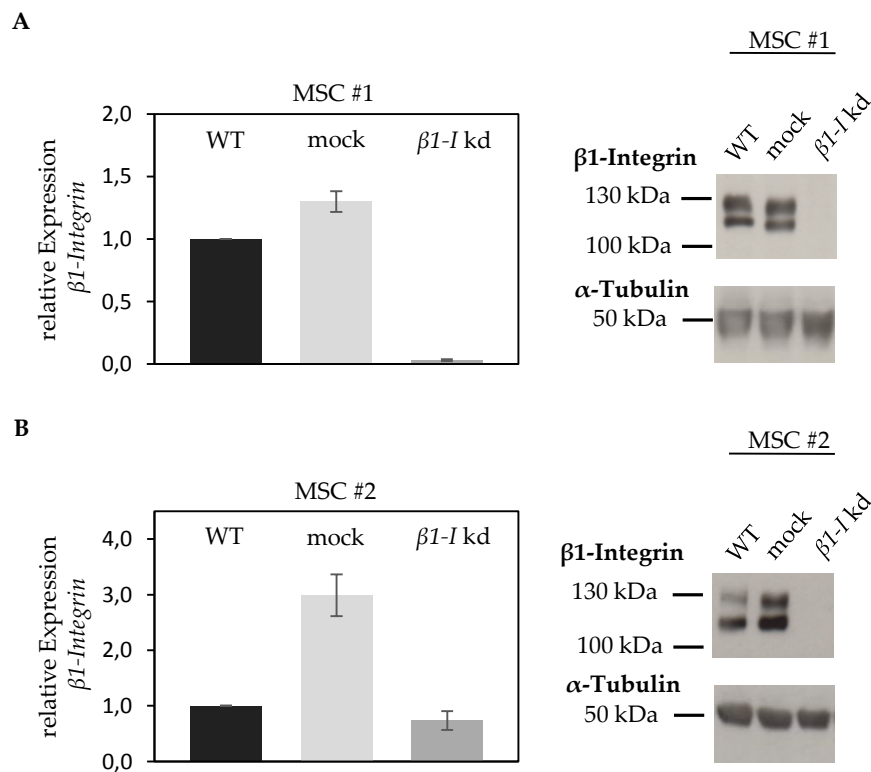 A
MSC #1
2,0
1,5
1,0
0,5
0,0
relative Expression
β1-Integrin
WT
mock
β1-I kd
MSC #1
WT
mock
β1-I kd
β1-Integrin
130 kDa
100 kDa
α-Tubulin
50 kDa
B
MSC #2
4,0
3,0
2,0
1,0
0,0
relative Expression
β1-Integrin
WT
mock
β1-I kd
MSC #2
WT
mock
β1-I kd
β1-Integrin
130 kDa
100 kDa
α-Tubulin
50 kDa